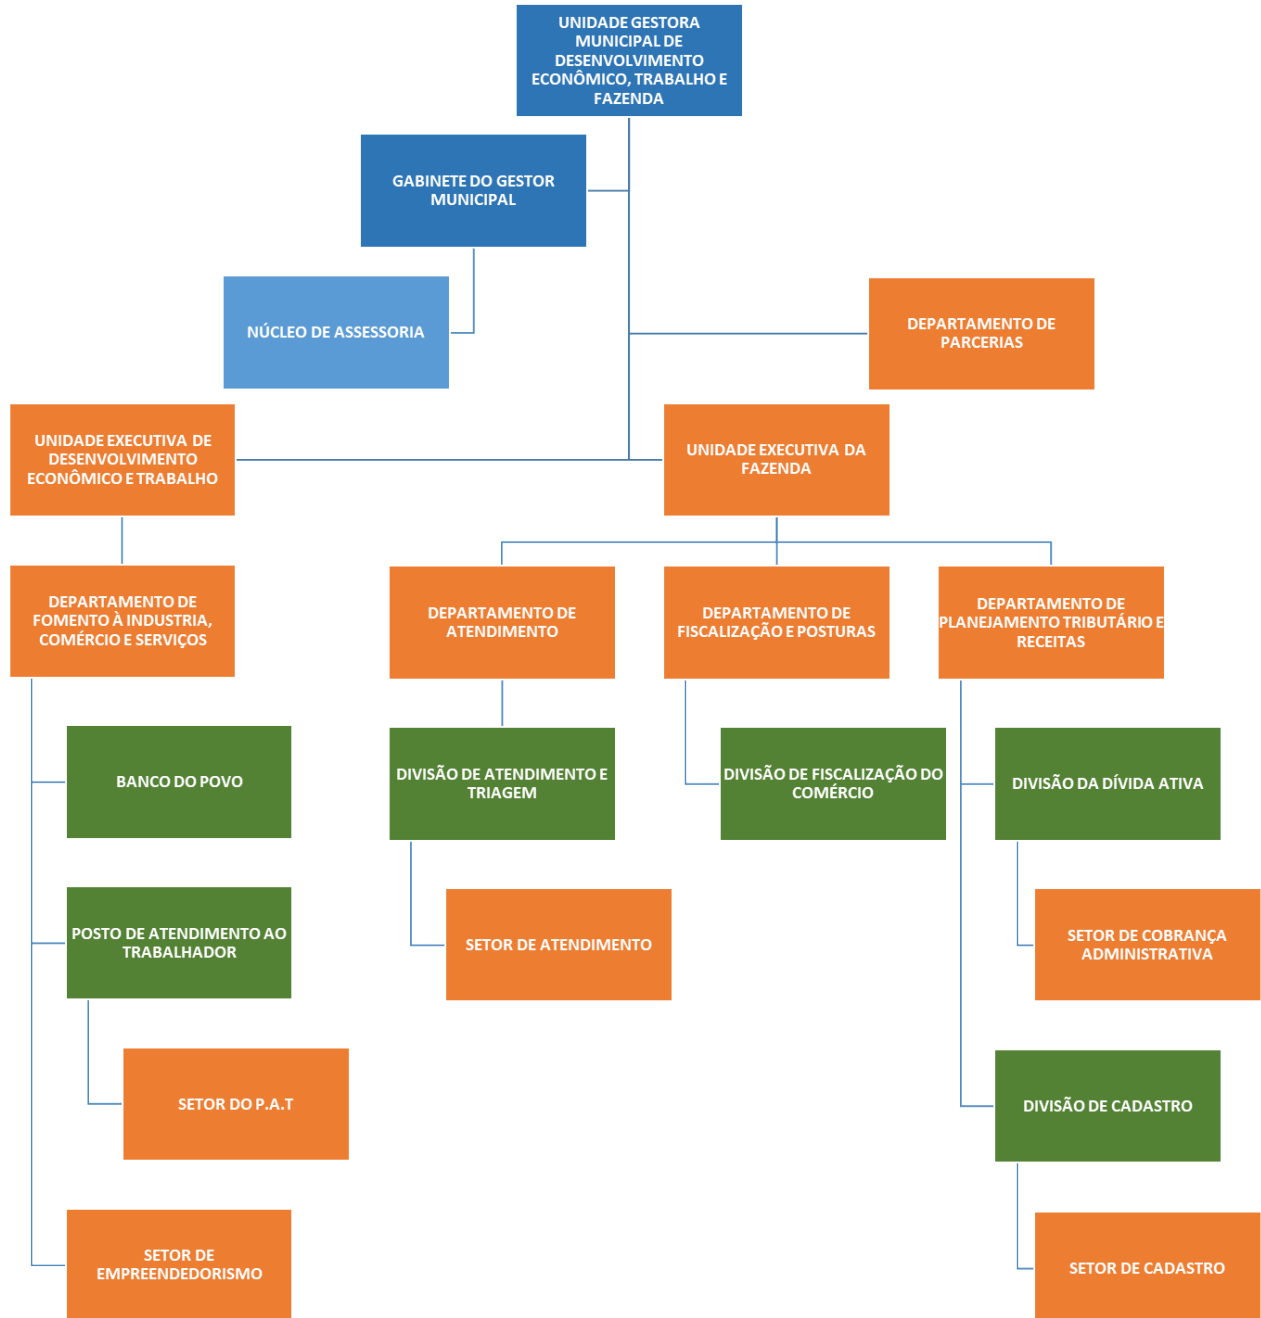 UNIDADE GESTORA
MUNICIPAL DE
DESENVOLVIMENTO
ECONÔMICO, TRABALHO E
FAZENDA
GABINETE DO GESTOR
MUNICIPAL
NÚCLEO DE ASSESSORIA
DEPARTAMENTO DE
PARCERIAS
UNIDADE EXECUTIVA DE
DESENVOLVIMENTO
ECONÔMICO E TRABALHO
UNIDADE EXECUTIVA DA
FAZENDA
DEPARTAMENTO DE
FOMENTO À INDUSTRIA,
COMÉRCIO E SERVIÇOS
DEPARTAMENTO DE
ATENDIMENTO
DEPARTAMENTO DE
FISCALIZAÇÃO E POSTURAS
DEPARTAMENTO DE
PLANEJAMENTO TRIBUTÁRIO E
RECEITAS
BANCO DO POVO
DIVISÃO DE ATENDIMENTO E
TRIAGEM
DIVISÃO DE FISCALIZAÇÃO DO
COMÉRCIO
DIVISÃO DA DÍVIDA ATIVA
POSTO DE ATENDIMENTO AO
TRABALHADOR
SETOR DE ATENDIMENTO
SETOR DE COBRANÇA
ADMINISTRATIVA
SETOR DO P.A.T
DIVISÃO DE CADASTRO
SETOR DE
EMPREENDEDORISMO
SETOR DE CADASTRO